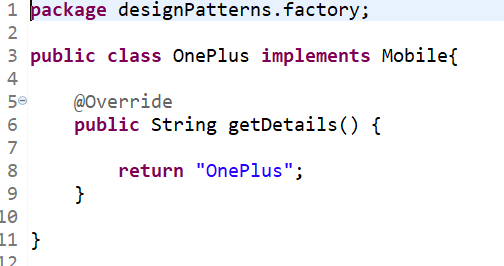 1 package designPatterns.factory;
2
3 public class OnePlus implements Mobile{
4
5 @Override
6 public String getDetails() {
7
8 return "OnePlus";
9 }
10
11 }
12